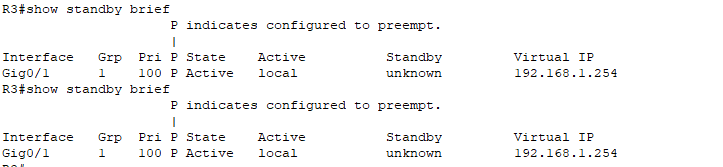 R3#show standby brief
P indicates configured to preempt.
|
Interface Grp Pri P State Active Standby Virtual IP
Gig0/1 1 100 P Active local unknown 192.168.1.254
R3#show standby brief
P indicates configured to preempt.
|
Interface Grp Pri P State Active Standby Virtual IP
Gig0/1 1 100 P Active local unknown 192.168.1.254